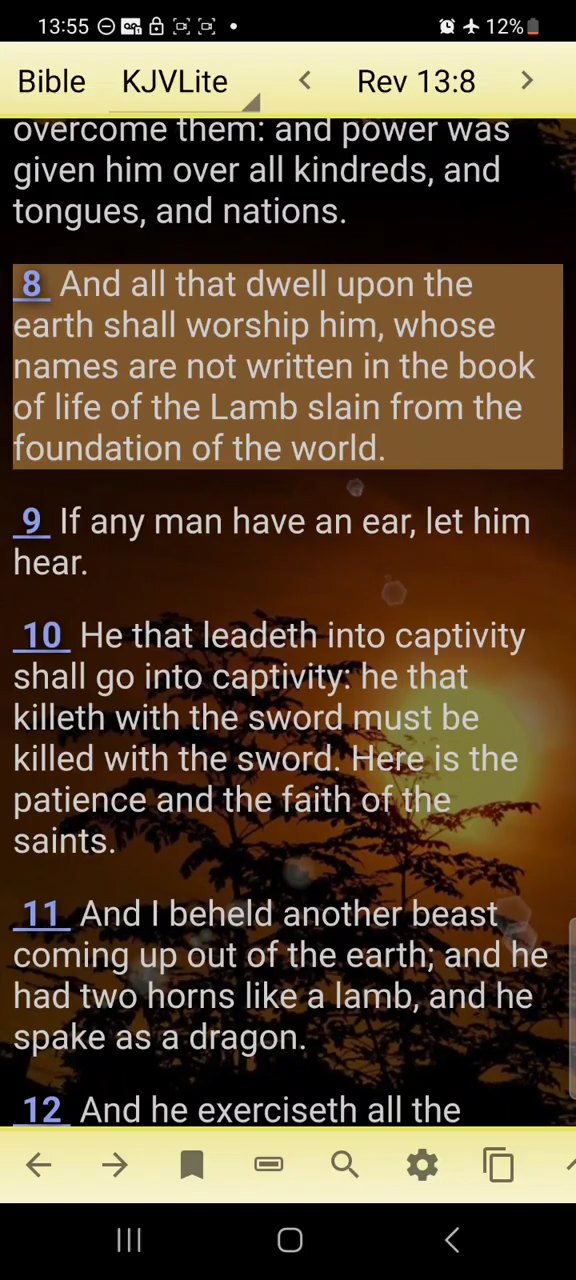 13:55
12%
Bible KJVLite Rev 13:8
overcome them: and power was
given him over all kindreds, and
tongues, and nations.
8 And all that dwell upon the
earth shall worship him, whose
names are not written in the book
of life of the Lamb slain from the
foundation of the world.
9 If any man have an ear, let him
hear.
10 He that leadeth into captivity
shall go into captivity: he that
killeth with the sword must be
killed with the sword. Here is the
patience and the faith of the
saints.
11 And I beheld another beast
coming up out of the earth; and he
had two horns like a lamb, and he
spake as a dragon.
12 And he exerciseth all the